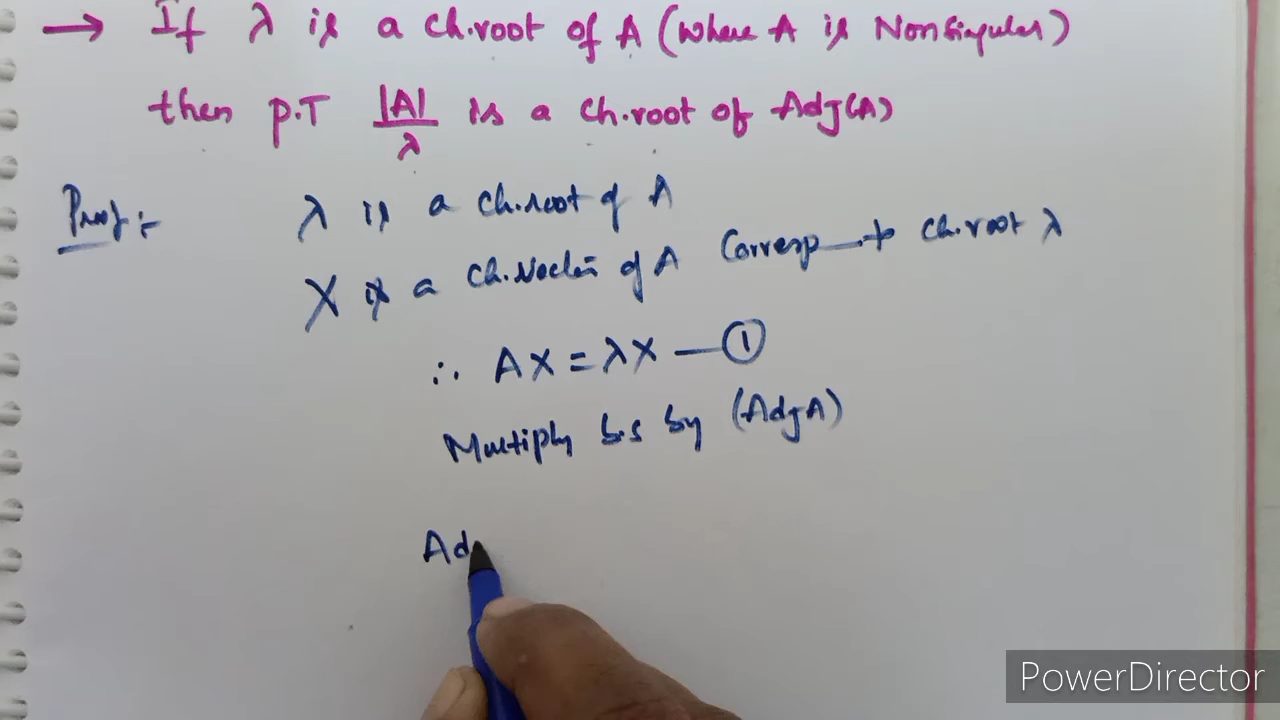 → If λ is a ch.root of A (where A is Nonsingular)
then p.T |A|/λ is a ch.root of Adj(A)
Proof :-
λ is a ch.root of A
X is a ch.vector of A corresp to ch.root λ
∴ AX = λX — ①
Multiply b.s by (AdjA)
Ad
PowerDirector